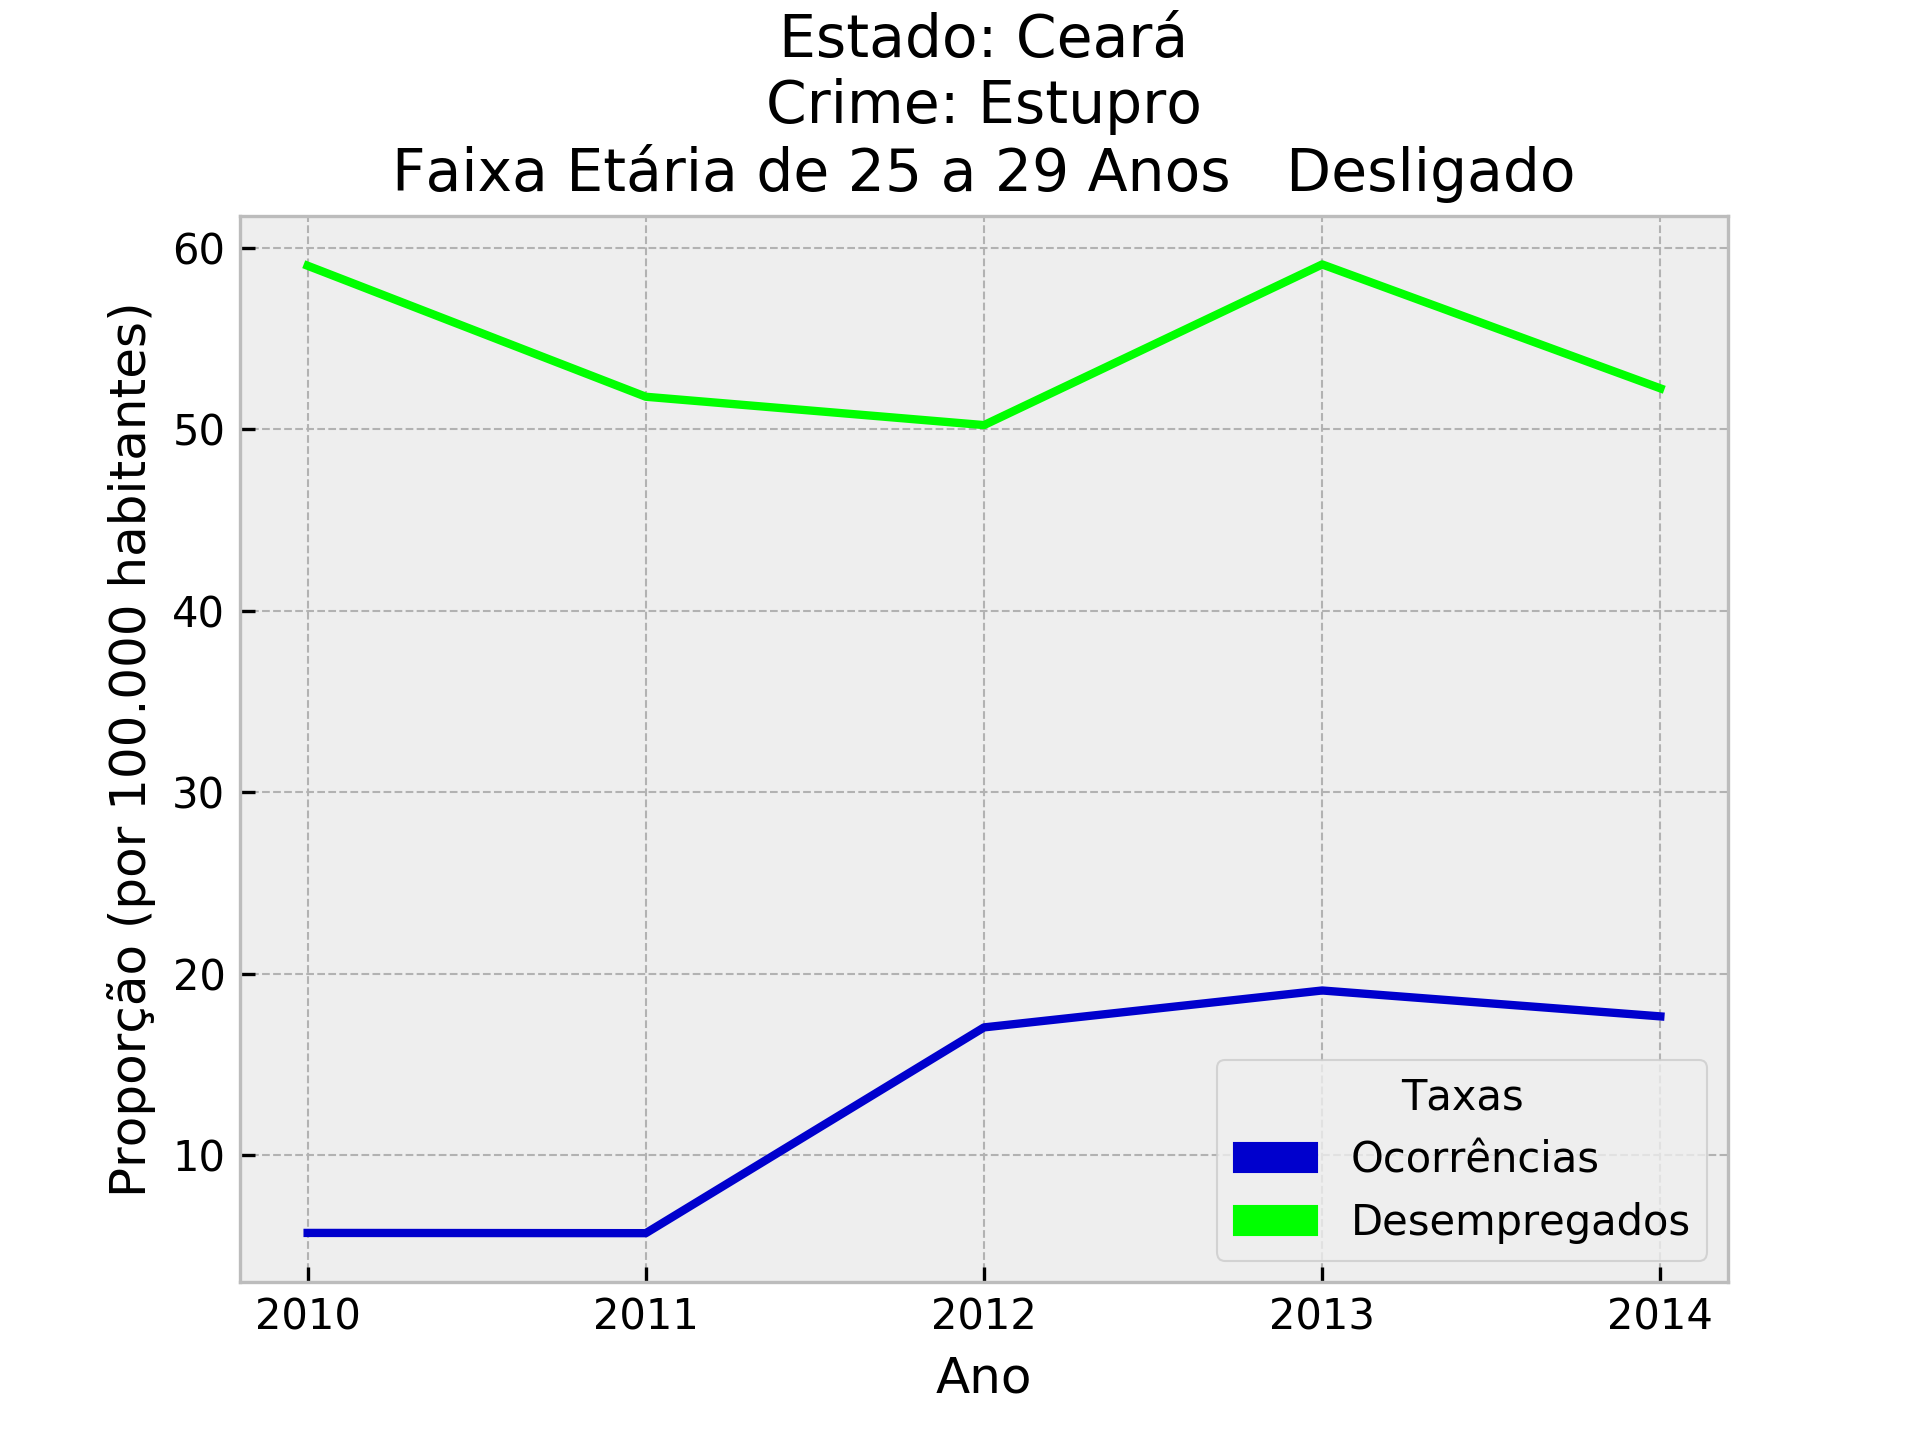 Estado: Ceará
Crime: Estupro
Faixa Etária de 25 a 29 Anos   Desligado
Proporção (por 100.000 habitantes)
60
50
40
30
20
10
Taxas
Ocorrências
Desempregados
2010 2011 2012 2013 2014
Ano